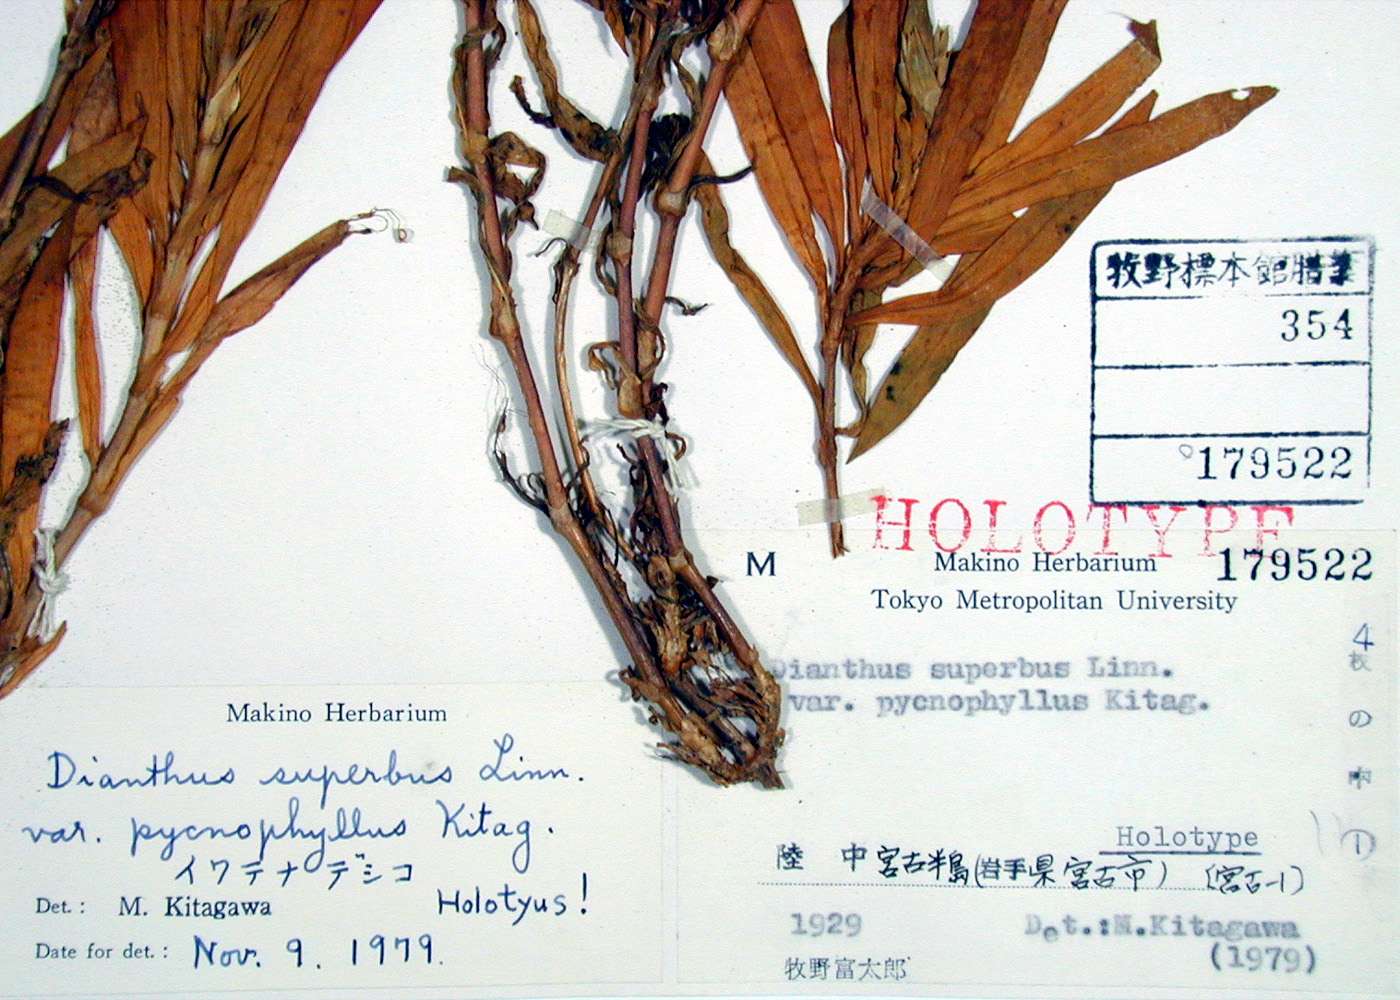 牧野標本館
354
179522
HOLOTYPE
M
Makino Herbarium
179522
Tokyo Metropolitan University
Dianthus superbus Linn.
var. pycnophyllus Kitag.
4
枚
の
中
①
Holotype
陸 中 宮古半島(岩手県宮古市) (宮古-1)
1929
Det.:M.Kitagawa
(1979)
牧野富太郎
Makino Herbarium
Dianthus superbus Linn.
var. pycnophyllus Kitag.
イワテナデシコ
Det.: M. Kitagawa
Holotyus!
Date for det.: Nov. 9. 1979.